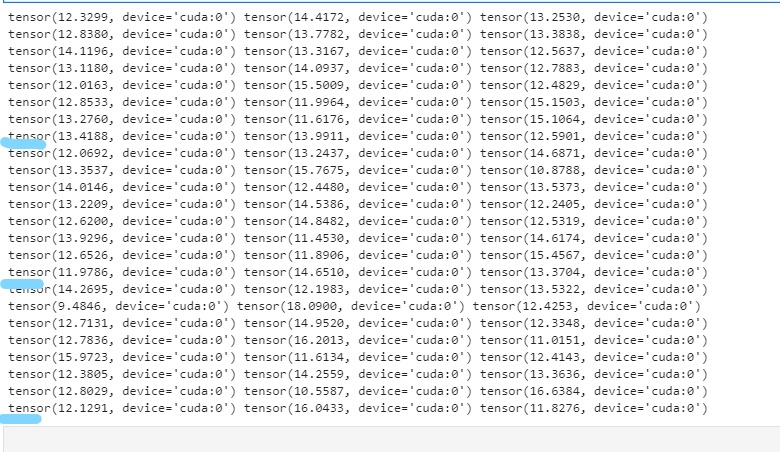 tensor(12.3299, device='cuda:0') tensor(14.4172, device='cuda:0') tensor(13.2530, device='cuda:0')
tensor(12.8380, device='cuda:0') tensor(13.7782, device='cuda:0') tensor(13.3838, device='cuda:0')
tensor(14.1196, device='cuda:0') tensor(13.3167, device='cuda:0') tensor(12.5637, device='cuda:0')
tensor(13.1180, device='cuda:0') tensor(14.0937, device='cuda:0') tensor(12.7883, device='cuda:0')
tensor(12.0163, device='cuda:0') tensor(15.5009, device='cuda:0') tensor(12.4829, device='cuda:0')
tensor(12.8533, device='cuda:0') tensor(11.9964, device='cuda:0') tensor(15.1503, device='cuda:0')
tensor(13.2760, device='cuda:0') tensor(11.6176, device='cuda:0') tensor(15.1064, device='cuda:0')
tensor(13.4188, device='cuda:0') tensor(13.9911, device='cuda:0') tensor(12.5901, device='cuda:0')
tensor(12.0692, device='cuda:0') tensor(13.2437, device='cuda:0') tensor(14.6871, device='cuda:0')
tensor(13.3537, device='cuda:0') tensor(15.7675, device='cuda:0') tensor(10.8788, device='cuda:0')
tensor(14.0146, device='cuda:0') tensor(12.4480, device='cuda:0') tensor(13.5373, device='cuda:0')
tensor(13.2209, device='cuda:0') tensor(14.5386, device='cuda:0') tensor(12.2405, device='cuda:0')
tensor(12.6200, device='cuda:0') tensor(14.8482, device='cuda:0') tensor(12.5319, device='cuda:0')
tensor(13.9296, device='cuda:0') tensor(11.4530, device='cuda:0') tensor(14.6174, device='cuda:0')
tensor(12.6526, device='cuda:0') tensor(11.8906, device='cuda:0') tensor(15.4567, device='cuda:0')
tensor(11.9786, device='cuda:0') tensor(14.6510, device='cuda:0') tensor(13.3704, device='cuda:0')
tensor(14.2695, device='cuda:0') tensor(12.1983, device='cuda:0') tensor(13.5322, device='cuda:0')
tensor(9.4846, device='cuda:0') tensor(18.0900, device='cuda:0') tensor(12.4253, device='cuda:0')
tensor(12.7131, device='cuda:0') tensor(14.9520, device='cuda:0') tensor(12.3348, device='cuda:0')
tensor(12.7836, device='cuda:0') tensor(16.2013, device='cuda:0') tensor(11.0151, device='cuda:0')
tensor(15.9723, device='cuda:0') tensor(11.6134, device='cuda:0') tensor(12.4143, device='cuda:0')
tensor(12.3805, device='cuda:0') tensor(14.2559, device='cuda:0') tensor(13.3636, device='cuda:0')
tensor(12.8029, device='cuda:0') tensor(10.5587, device='cuda:0') tensor(16.6384, device='cuda:0')
tensor(12.1291, device='cuda:0') tensor(16.0433, device='cuda:0') tensor(11.8276, device='cuda:0')